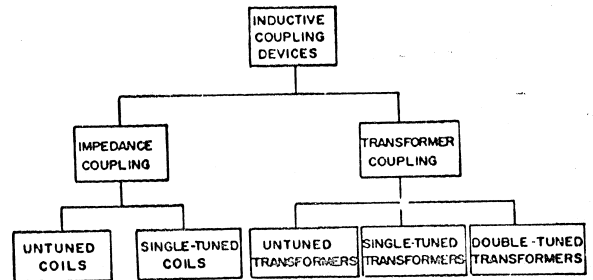 INDUCTIVE
COUPLING
DEVICES
IMPEDANCE
COUPLING
TRANSFORMER
COUPLING
UNTUNED
COILS
SINGLE-TUNED
COILS
UNTUNED
TRANSFORMERS
SINGLE-TUNED
TRANSFORMERS
DOUBLE-TUNED
TRANSFORMERS